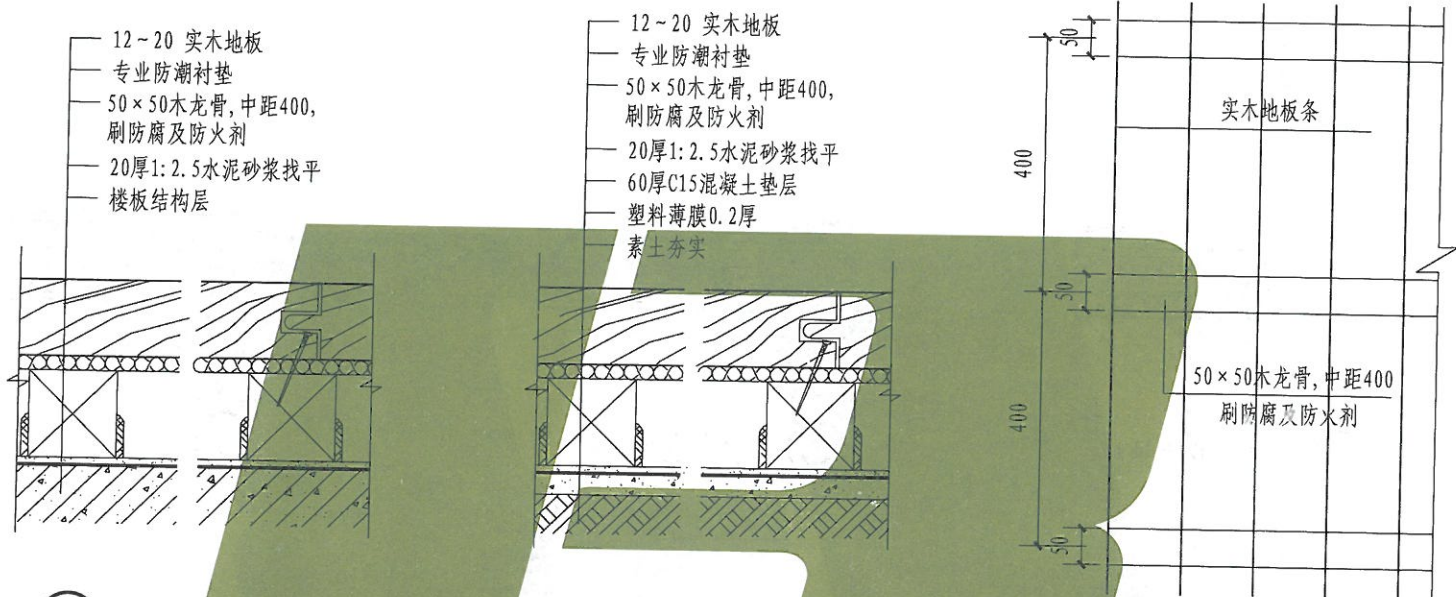 12~20 实木地板
专业防潮衬垫
50×50木龙骨,中距400,
刷防腐及防火剂
20厚1:2.5水泥砂浆找平
楼板结构层
12~20 实木地板
专业防潮衬垫
50×50木龙骨,中距400,
刷防腐及防火剂
20厚1:2.5水泥砂浆找平
60厚C15混凝土垫层
塑料薄膜0.2厚
素土夯实
50
400
50
400
50
实木地板条
50×50木龙骨,中距400
刷防腐及防火剂